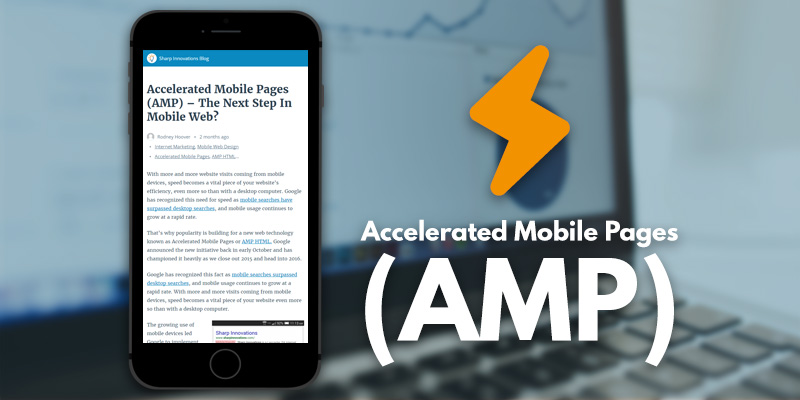 Sharp Innovations Blog
Accelerated Mobile Pages
(AMP) – The Next Step In
Mobile Web?
Rodney Hoover • 2 months ago
• Internet Marketing, Mobile Web Design
• Accelerated Mobile Pages, AMP HTML..
With more and more website visits coming from mobile
devices, speed becomes a vital piece of your website's
efficiency, even more so than with a desktop computer. Google
has recognized this need for speed as mobile searches have
surpassed desktop searches, and mobile usage continues to
grow at a rapid rate.
That's why popularity is building for a new web technology
known as Accelerated Mobile Pages or AMP HTML. Google
announced the new initiative back in early October and has
championed it heavily as we close out 2015 and head into 2016.
Google has recognized this fact as mobile searches surpassed
desktop searches, and mobile usage continues to grow at a
rapid rate. With more and more visits coming from mobile
devices, speed becomes a vital piece of your website even more
so than with a desktop computer.
The growing use of
mobile devices led
Google to implement
Sharp Innovations
www.sharpinnovations.com/
Accelerated Mobile Pages
(AMP)